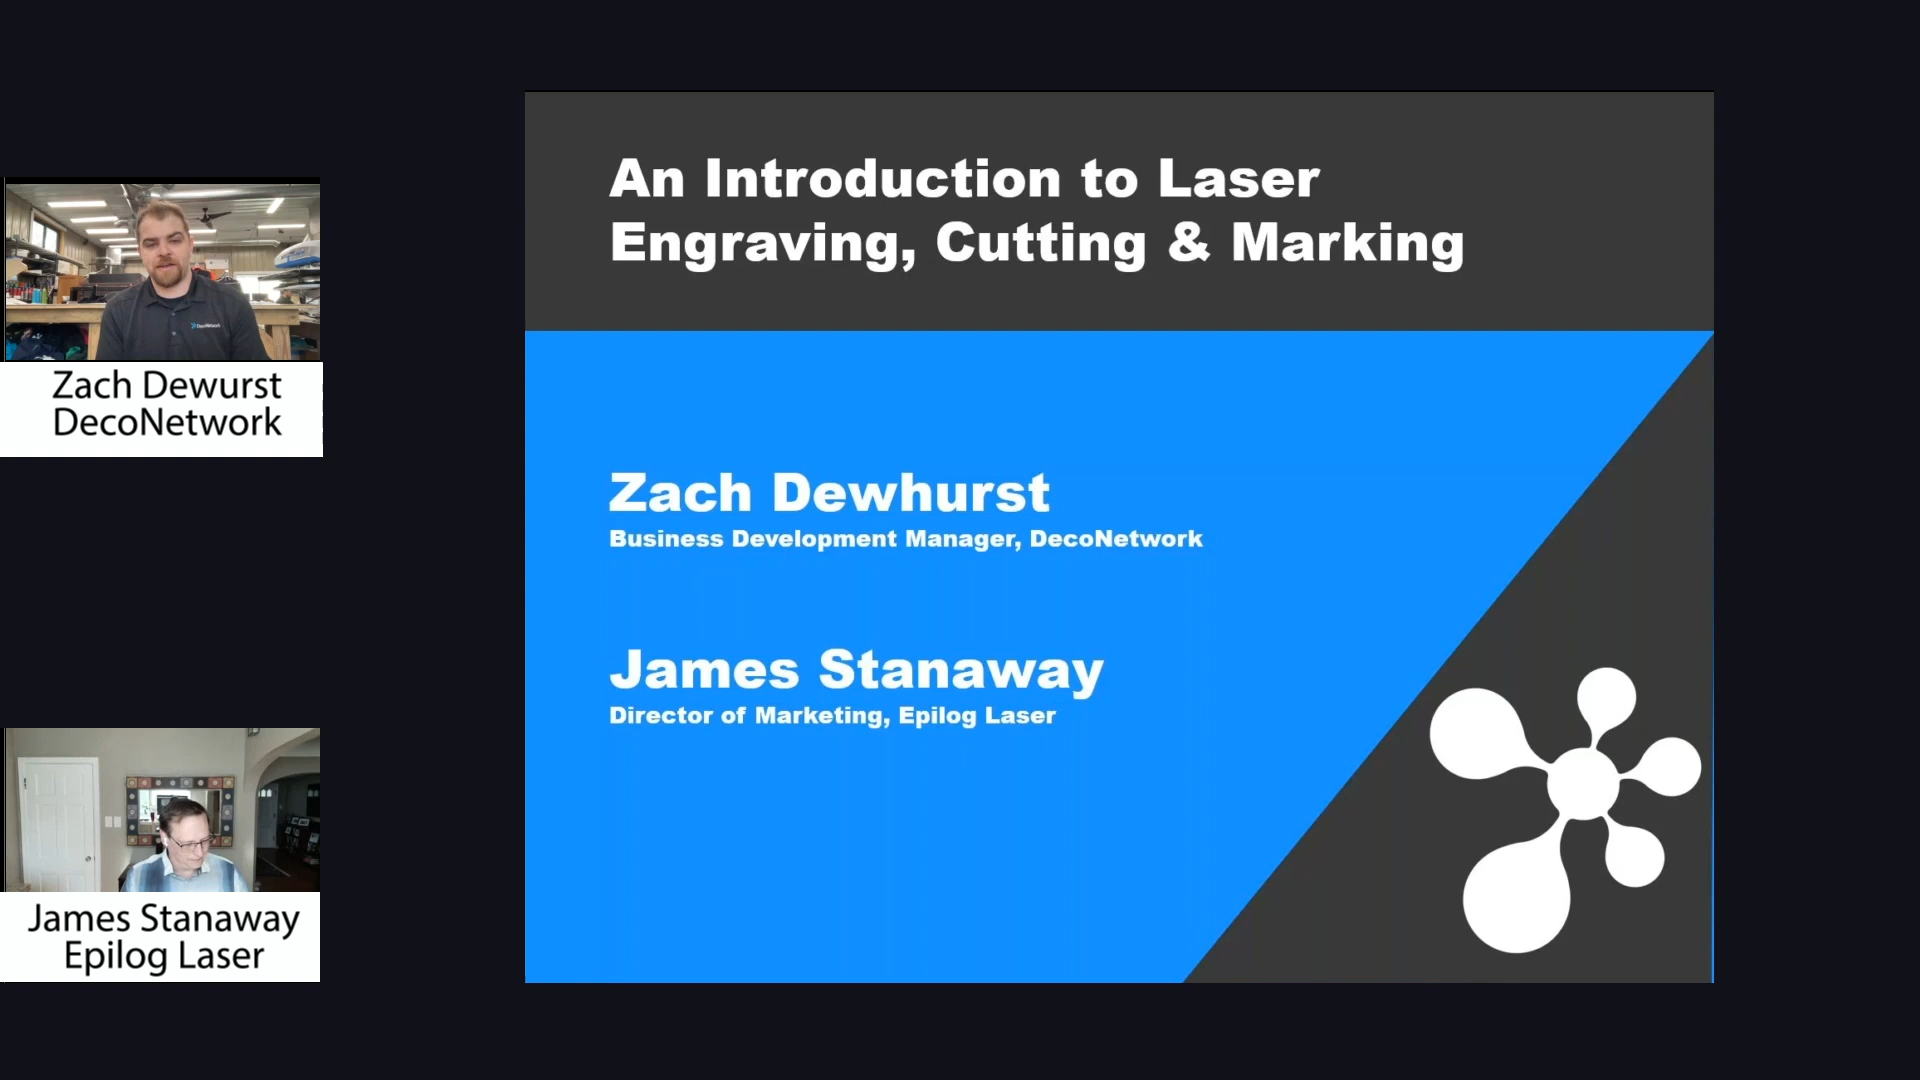 An Introduction to Laser
Engraving, Cutting & Marking
Zach Dewhurst
Business Development Manager, DecoNetwork
James Stanaway
Director of Marketing, Epilog Laser
DecoNetwork
Zach Dewurst
DecoNetwork
James Stanaway
Epilog Laser